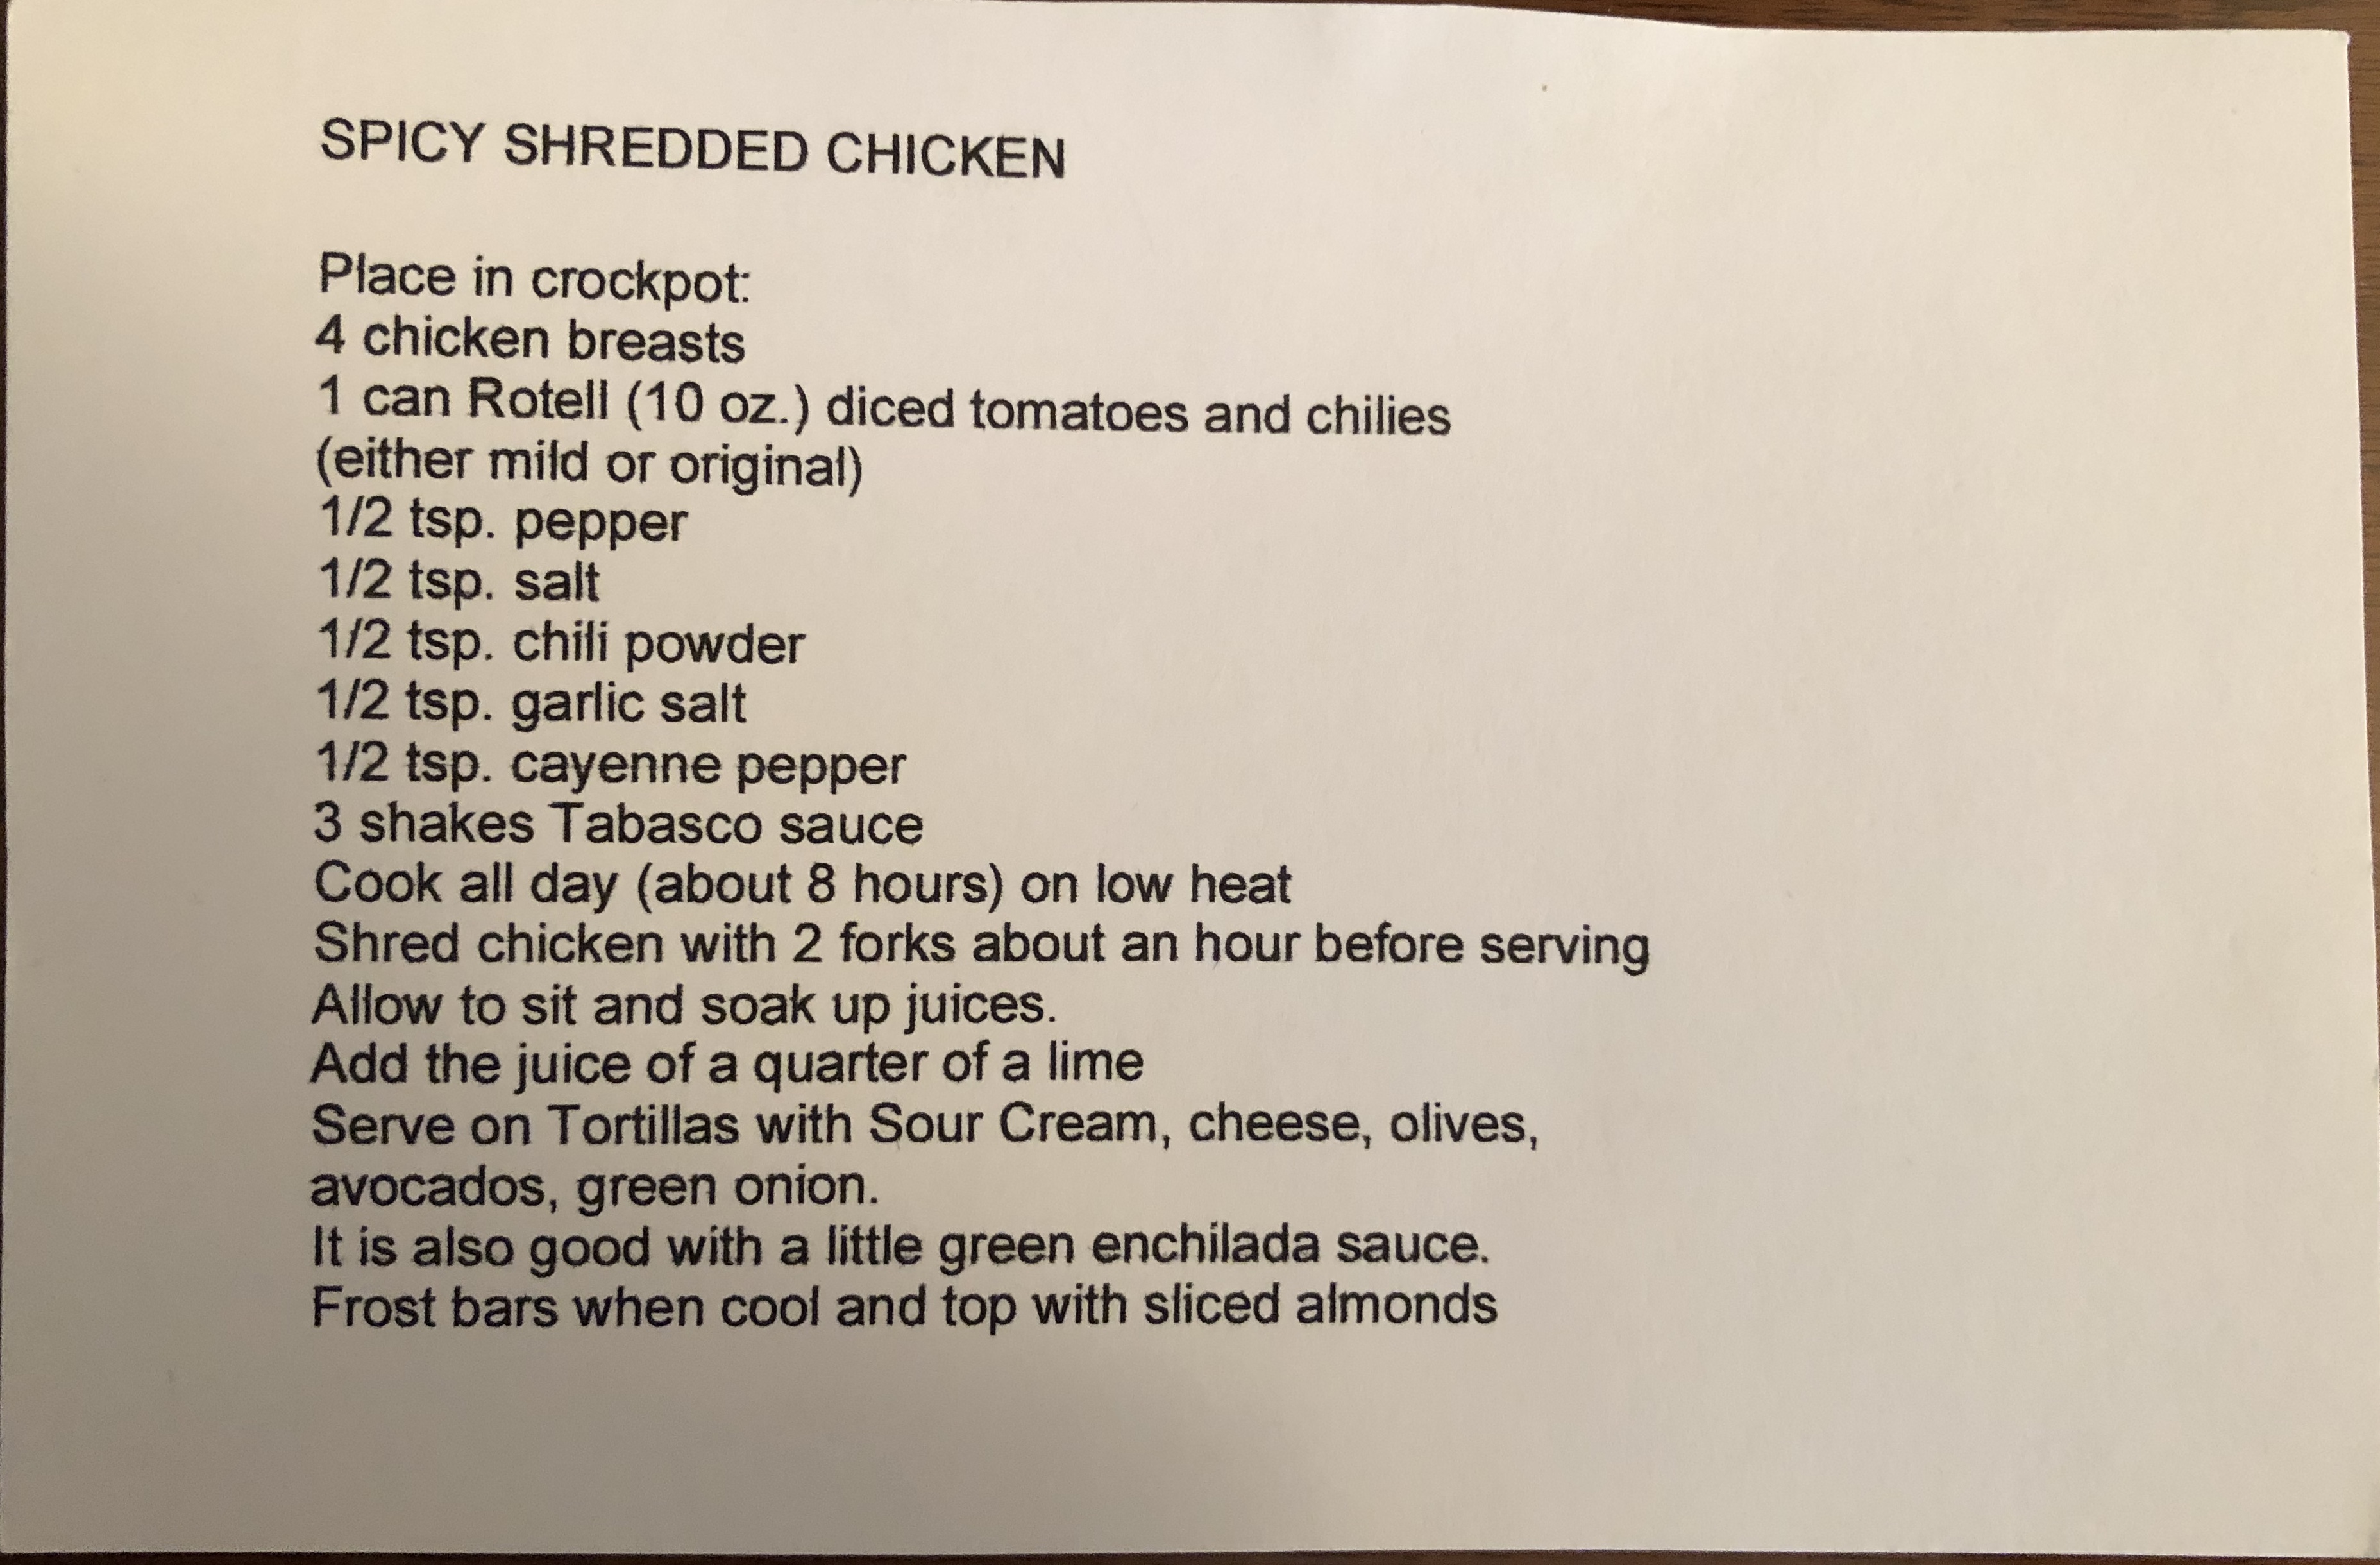 SPICY SHREDDED CHICKEN
Place in crockpot:
4 chicken breasts
1 can Rotell (10 oz.) diced tomatoes and chilies
(either mild or original)
1/2 tsp. pepper
1/2 tsp. salt
1/2 tsp. chili powder
1/2 tsp. garlic salt
1/2 tsp. cayenne pepper
3 shakes Tabasco sauce
Cook all day (about 8 hours) on low heat
Shred chicken with 2 forks about an hour before serving
Allow to sit and soak up juices.
Add the juice of a quarter of a lime
Serve on Tortillas with Sour Cream, cheese, olives,
avocados, green onion.
It is also good with a little green enchilada sauce.
Frost bars when cool and top with sliced almonds